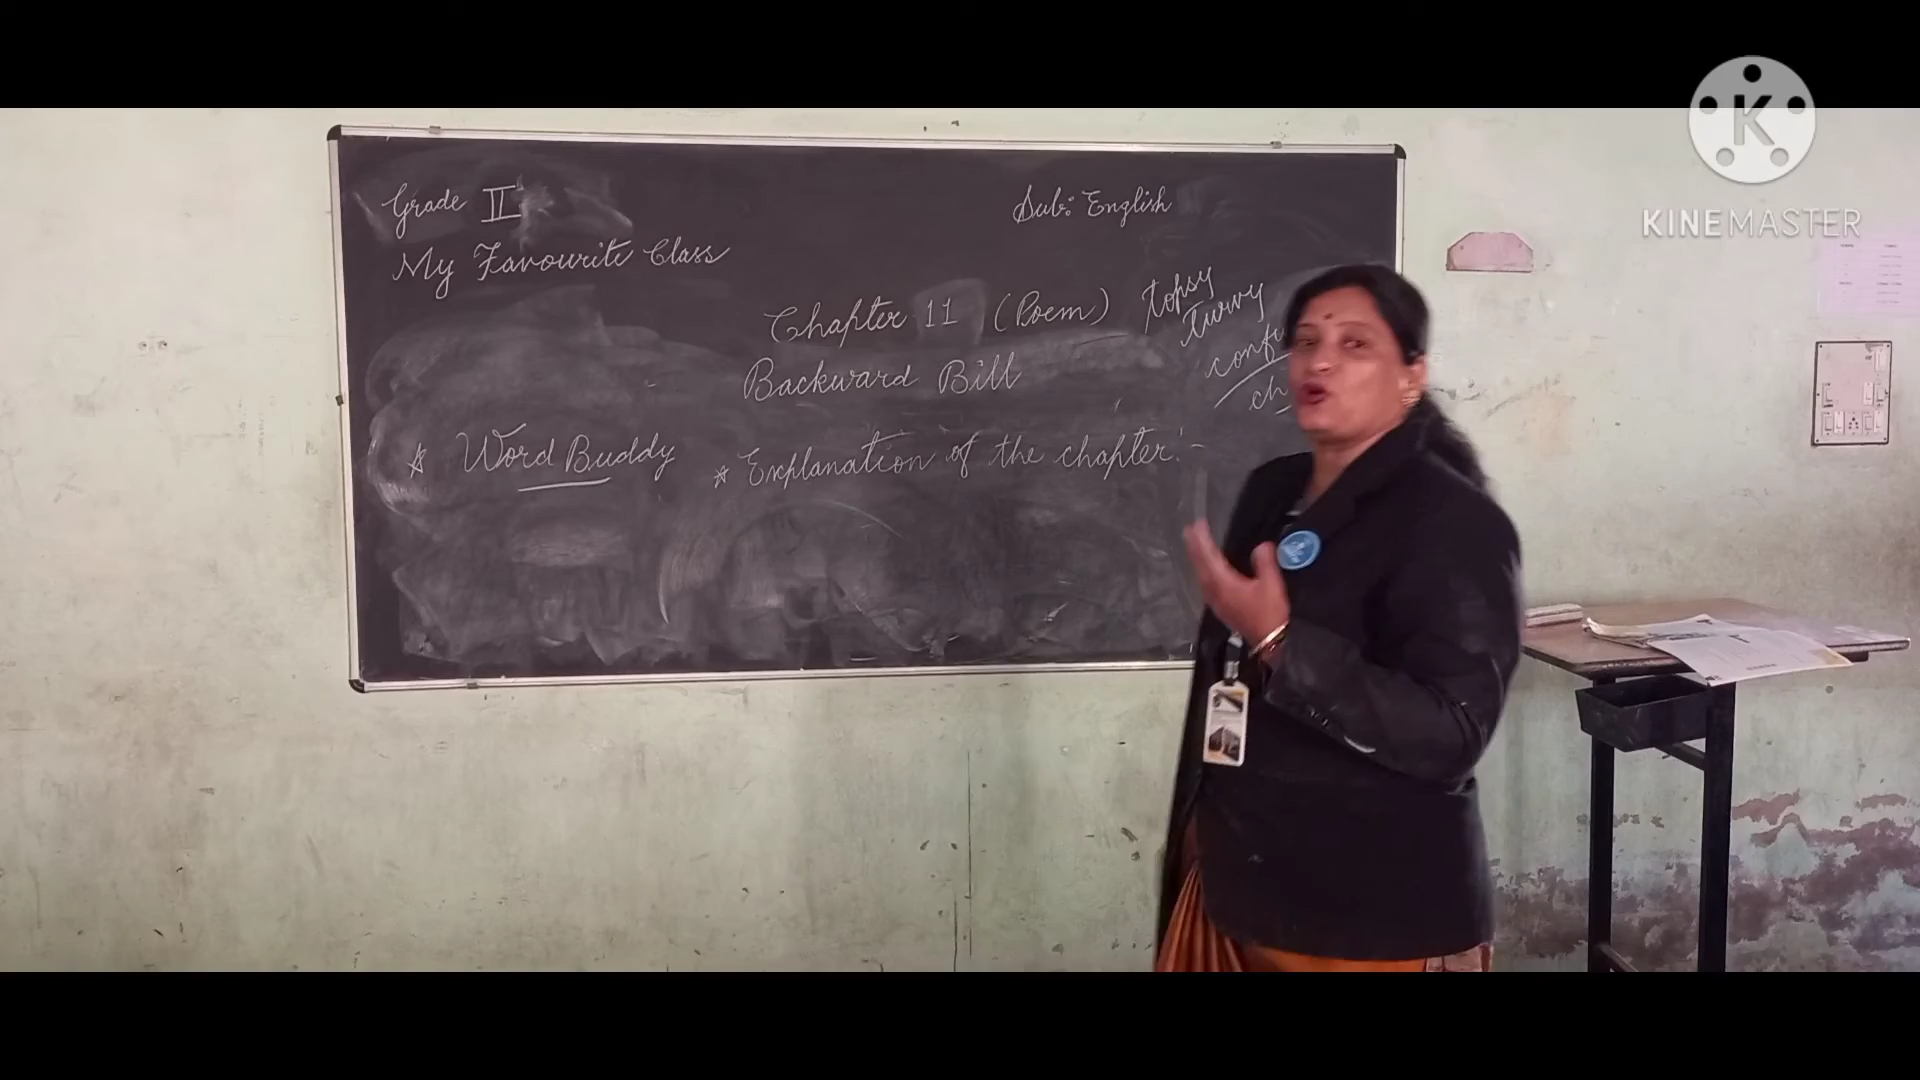 Grade II
Sub: English
My Favourite Class
Chapter 11 (Poem)
Backward Bill
topsy
turvy
* Word Buddy
* Explanation of the chapter:-
KINEMASTER